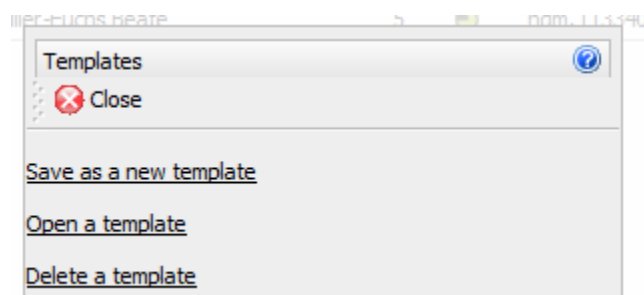 Templates
Close
Save as a new template
Open a template
Delete a template